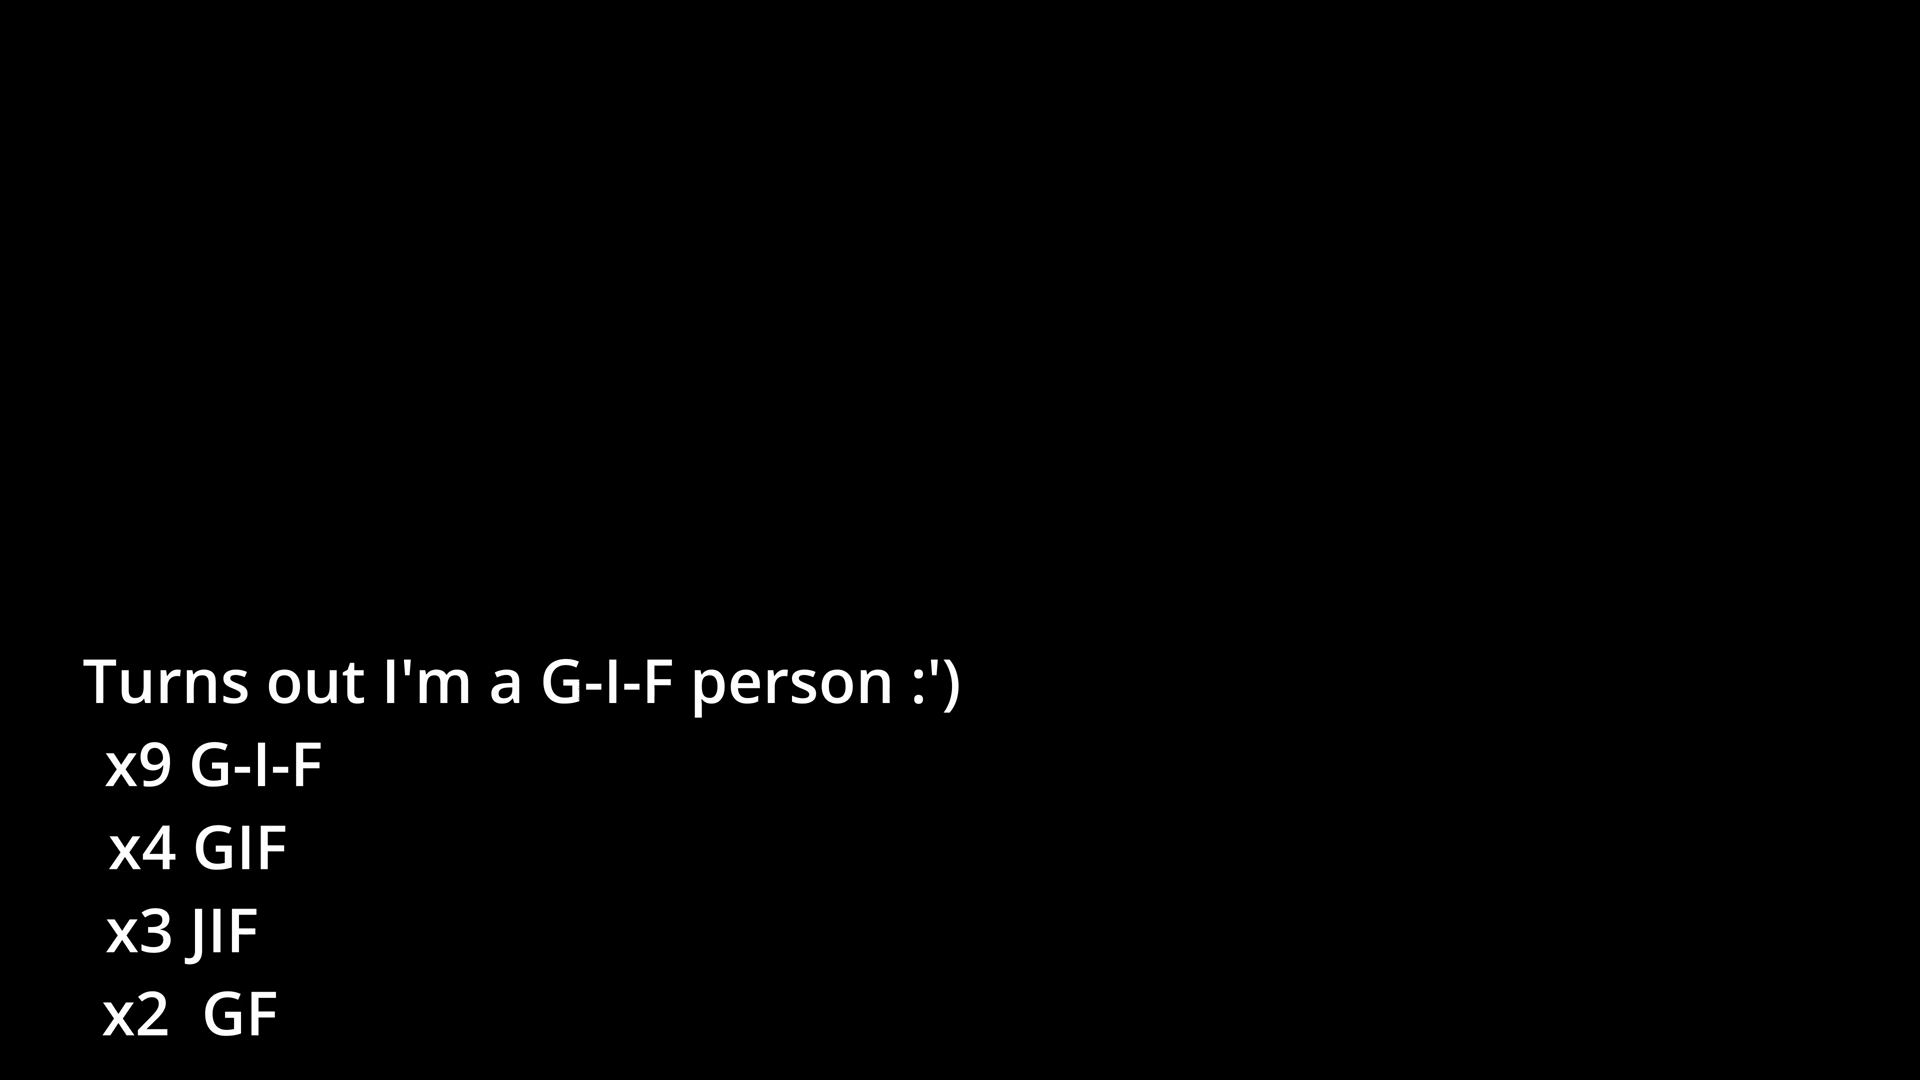 Turns out I'm a G-I-F person :')
x9 G-I-F
x4 GIF
x3 JIF
x2  GF